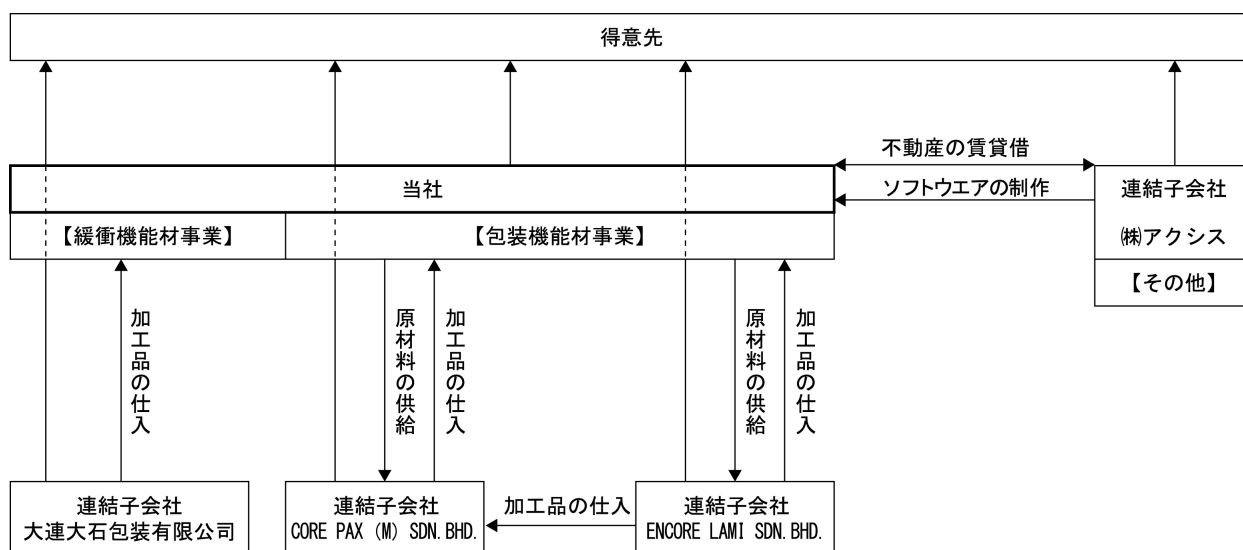 得意先
不動産の賃貸借
当社
ソフトウエアの制作
連結子会社
㈱アクシス
【緩衝機能材事業】
【包装機能材事業】
【その他】
加工品の仕入
原材料の供給
加工品の仕入
原材料の供給
加工品の仕入
連結子会社
大連大石包装有限公司
連結子会社
CORE PAX (M) SDN.BHD.
加工品の仕入
連結子会社
ENCORE LAMI SDN.BHD.